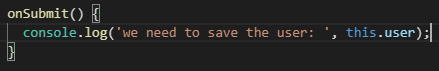 onSubmit() {
console.log('we need to save the user: ', this.user);
}